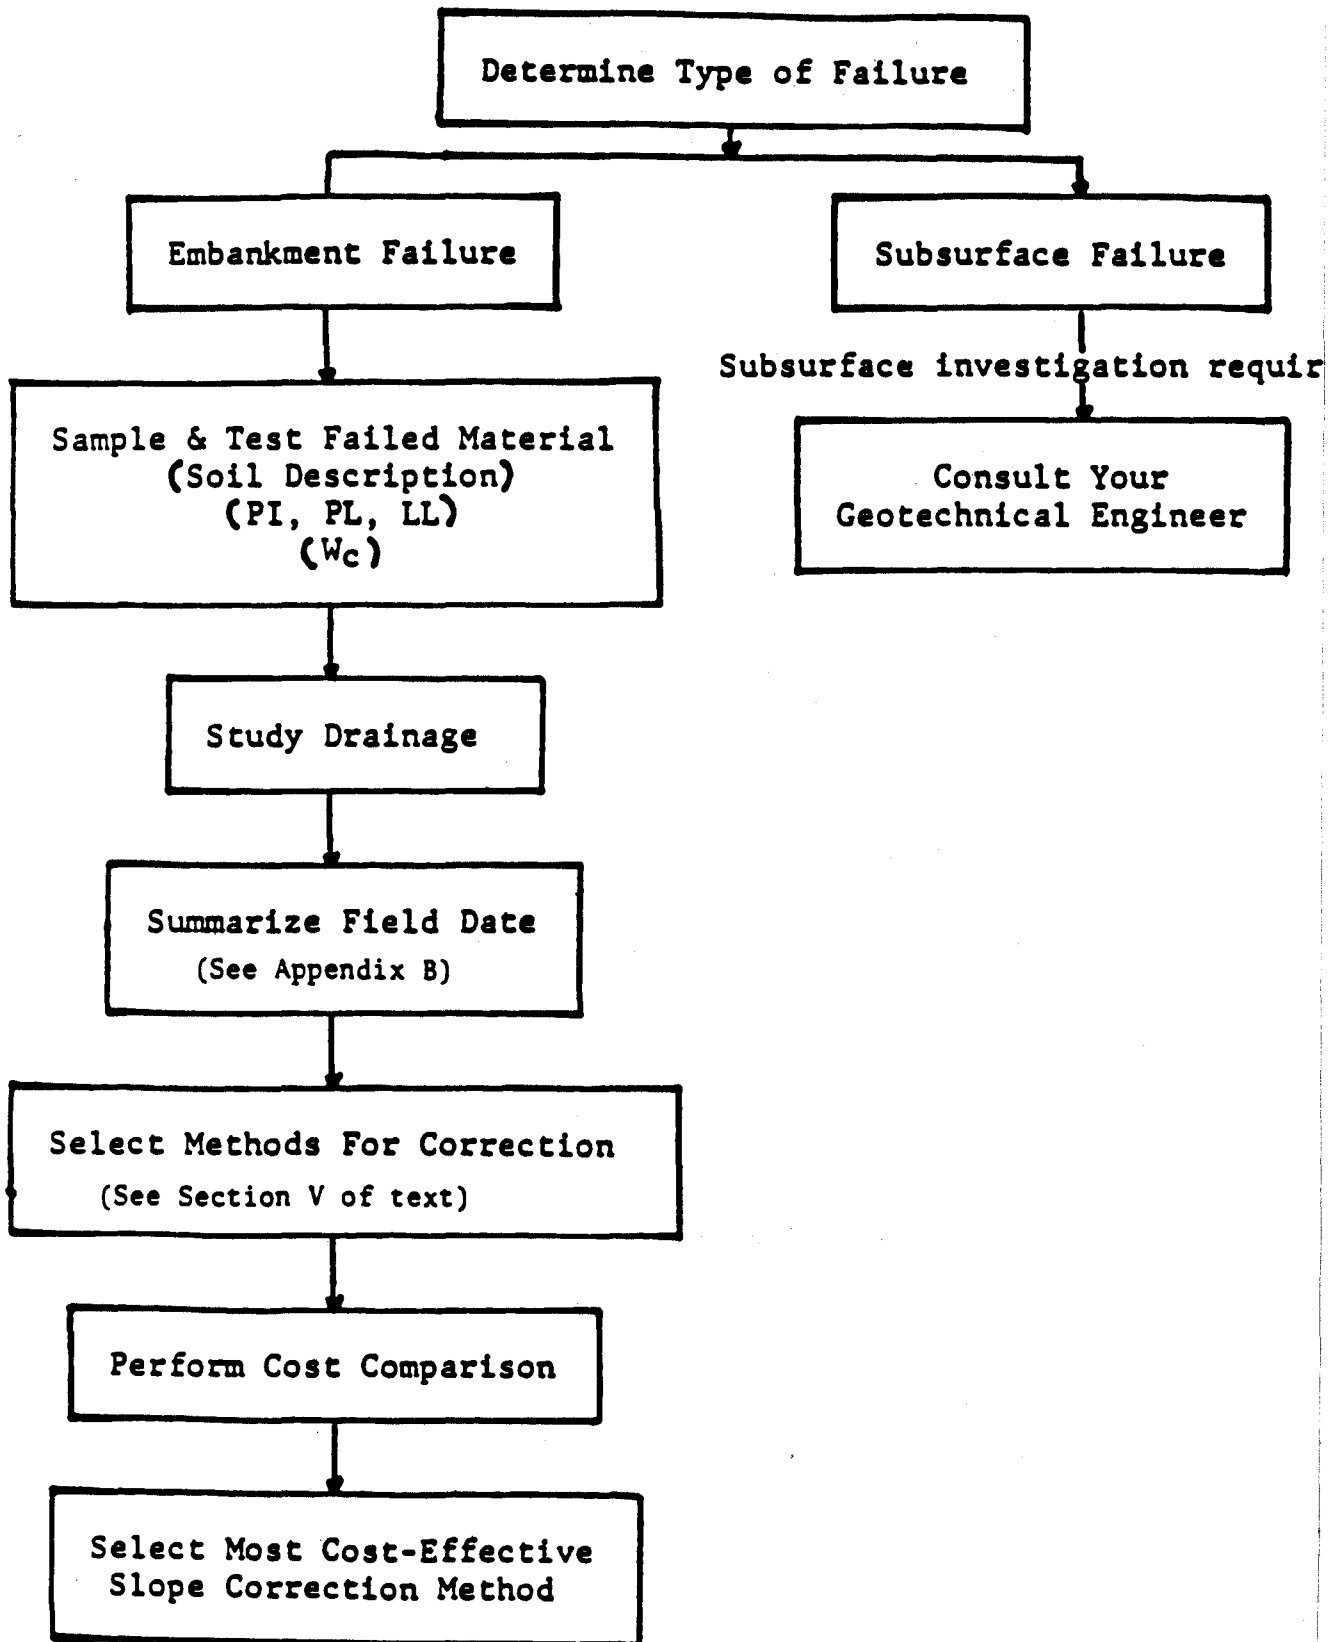 Determine Type of Failure
Embankment Failure
Subsurface Failure
Subsurface investigation requir
Sample & Test Failed Material
(Soil Description)
(PI, PL, LL)
(Wc)
Consult Your
Geotechnical Engineer
Study Drainage
Summarize Field Date
(See Appendix B)
Select Methods For Correction
(See Section V of text)
Perform Cost Comparison
Select Most Cost-Effective
Slope Correction Method